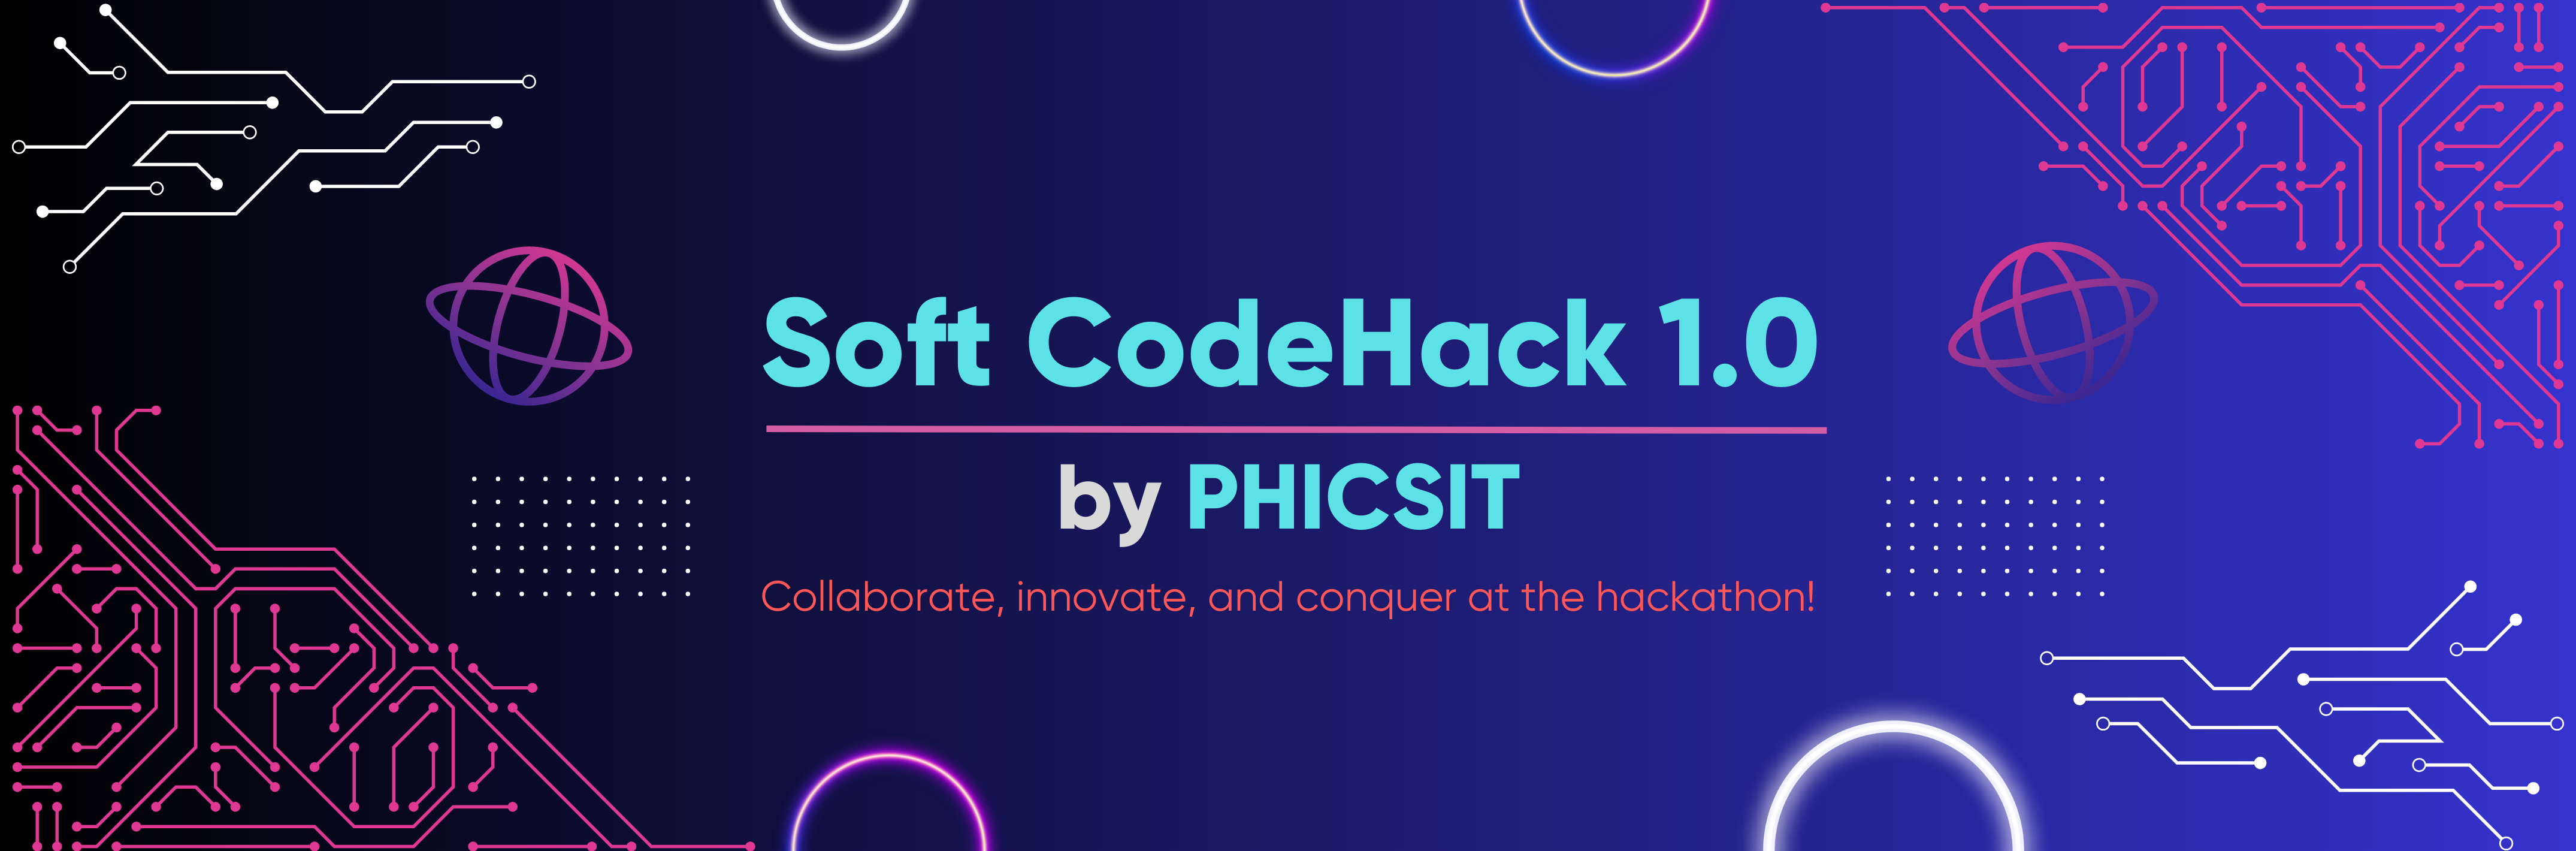 Soft CodeHack 1.0
by PHICSIT
Collaborate, innovate, and conquer at the hackathon!